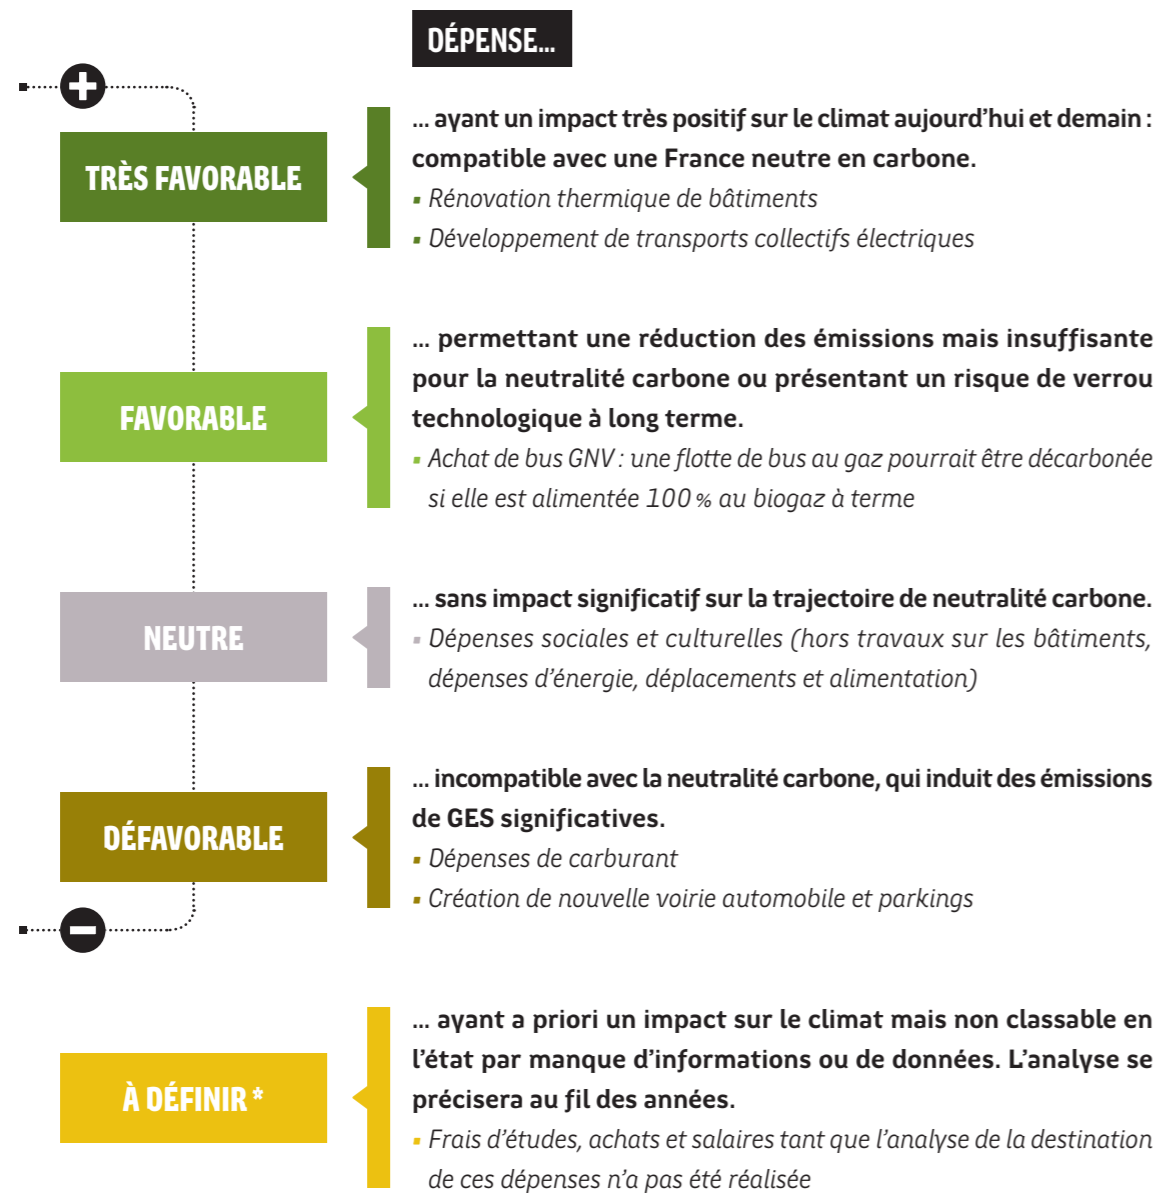 DÉPENSE...
TRÈS FAVORABLE
... ayant un impact très positif sur le climat aujourd’hui et demain :
compatible avec une France neutre en carbone.
▪ Rénovation thermique de bâtiments
▪ Développement de transports collectifs électriques
FAVORABLE
... permettant une réduction des émissions mais insuffisante
pour la neutralité carbone ou présentant un risque de verrou
technologique à long terme.
▪ Achat de bus GNV : une flotte de bus au gaz pourrait être décarbonée
si elle est alimentée 100 % au biogaz à terme
NEUTRE
... sans impact significatif sur la trajectoire de neutralité carbone.
▪ Dépenses sociales et culturelles (hors travaux sur les bâtiments,
dépenses d’énergie, déplacements et alimentation)
DÉFAVORABLE
... incompatible avec la neutralité carbone, qui induit des émissions
de GES significatives.
▪ Dépenses de carburant
▪ Création de nouvelle voirie automobile et parkings
À DÉFINIR *
... ayant a priori un impact sur le climat mais non classable en
l’état par manque d’informations ou de données. L’analyse se
précisera au fil des années.
▪ Frais d’études, achats et salaires tant que l’analyse de la destination
de ces dépenses n’a pas été réalisée